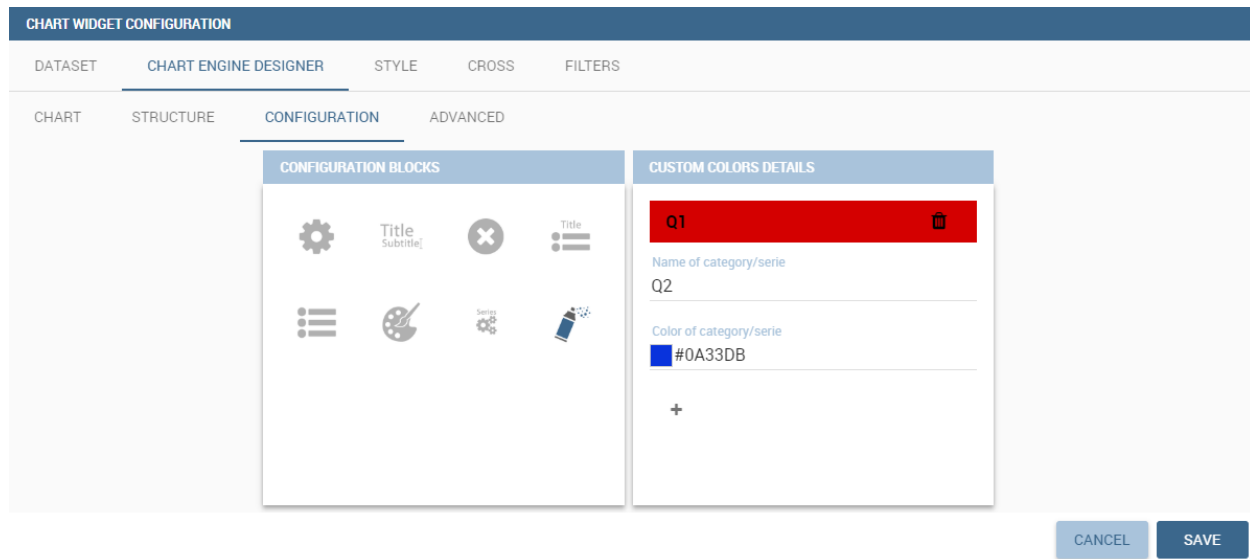 CHART WIDGET CONFIGURATION
DATASET CHART ENGINE DESIGNER STYLE CROSS FILTERS
CHART STRUCTURE CONFIGURATION ADVANCED
CONFIGURATION BLOCKS
Title
Subtitle
Title
Series
CUSTOM COLORS DETAILS
Q1
Name of category/serie
Q2
Color of category/serie
#0A33DB
+
CANCEL SAVE